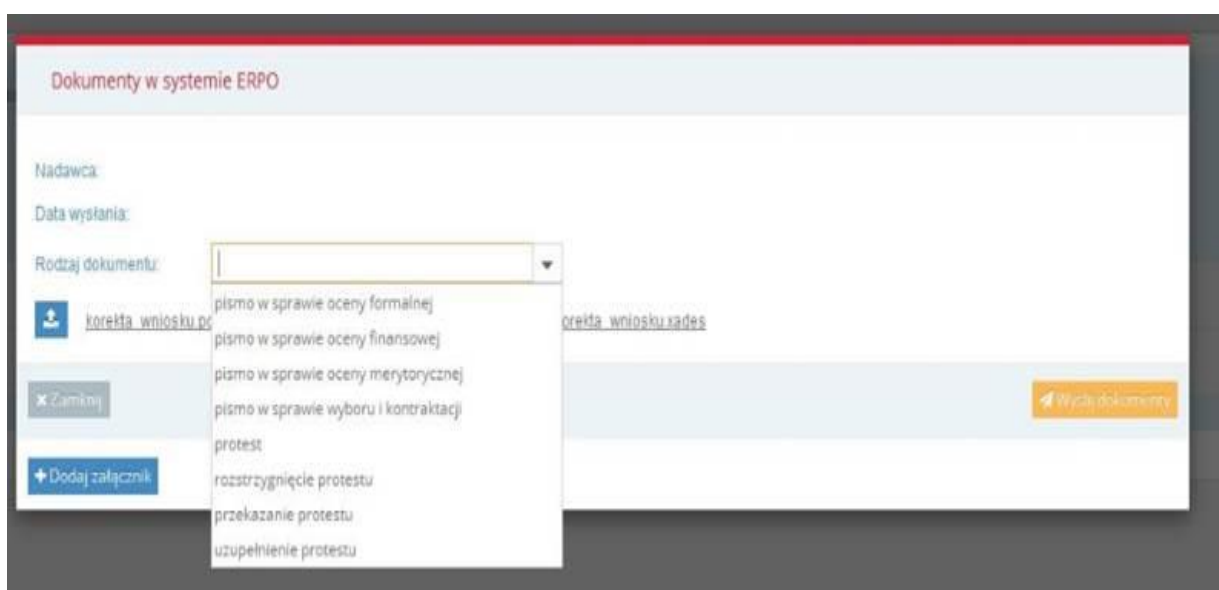 Dokumenty w systemie ERPO
Nadawca:
Data wysłania:
Rodzaj dokumentu:
pismo w sprawie oceny formalnej
korekta_wniosku.pd
orekta_wniosku.xades
pismo w sprawie oceny finansowej
pismo w sprawie oceny merytorycznej
Zamknij
Wyślij dokumenty
pismo w sprawie wyboru i kontraktacji
protest
Dodaj załącznik
rozstrzygnięcie protestu
przekazanie protestu
uzupełnienie protestu